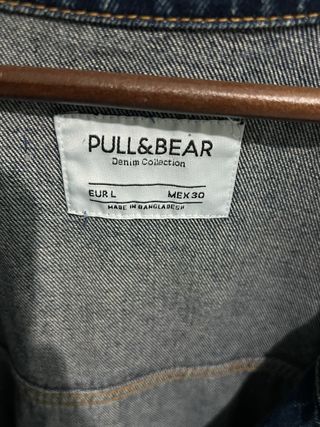 PULL&BEAR
Denim Collection
EUR L MEX 30
MADE IN BANGLADESH